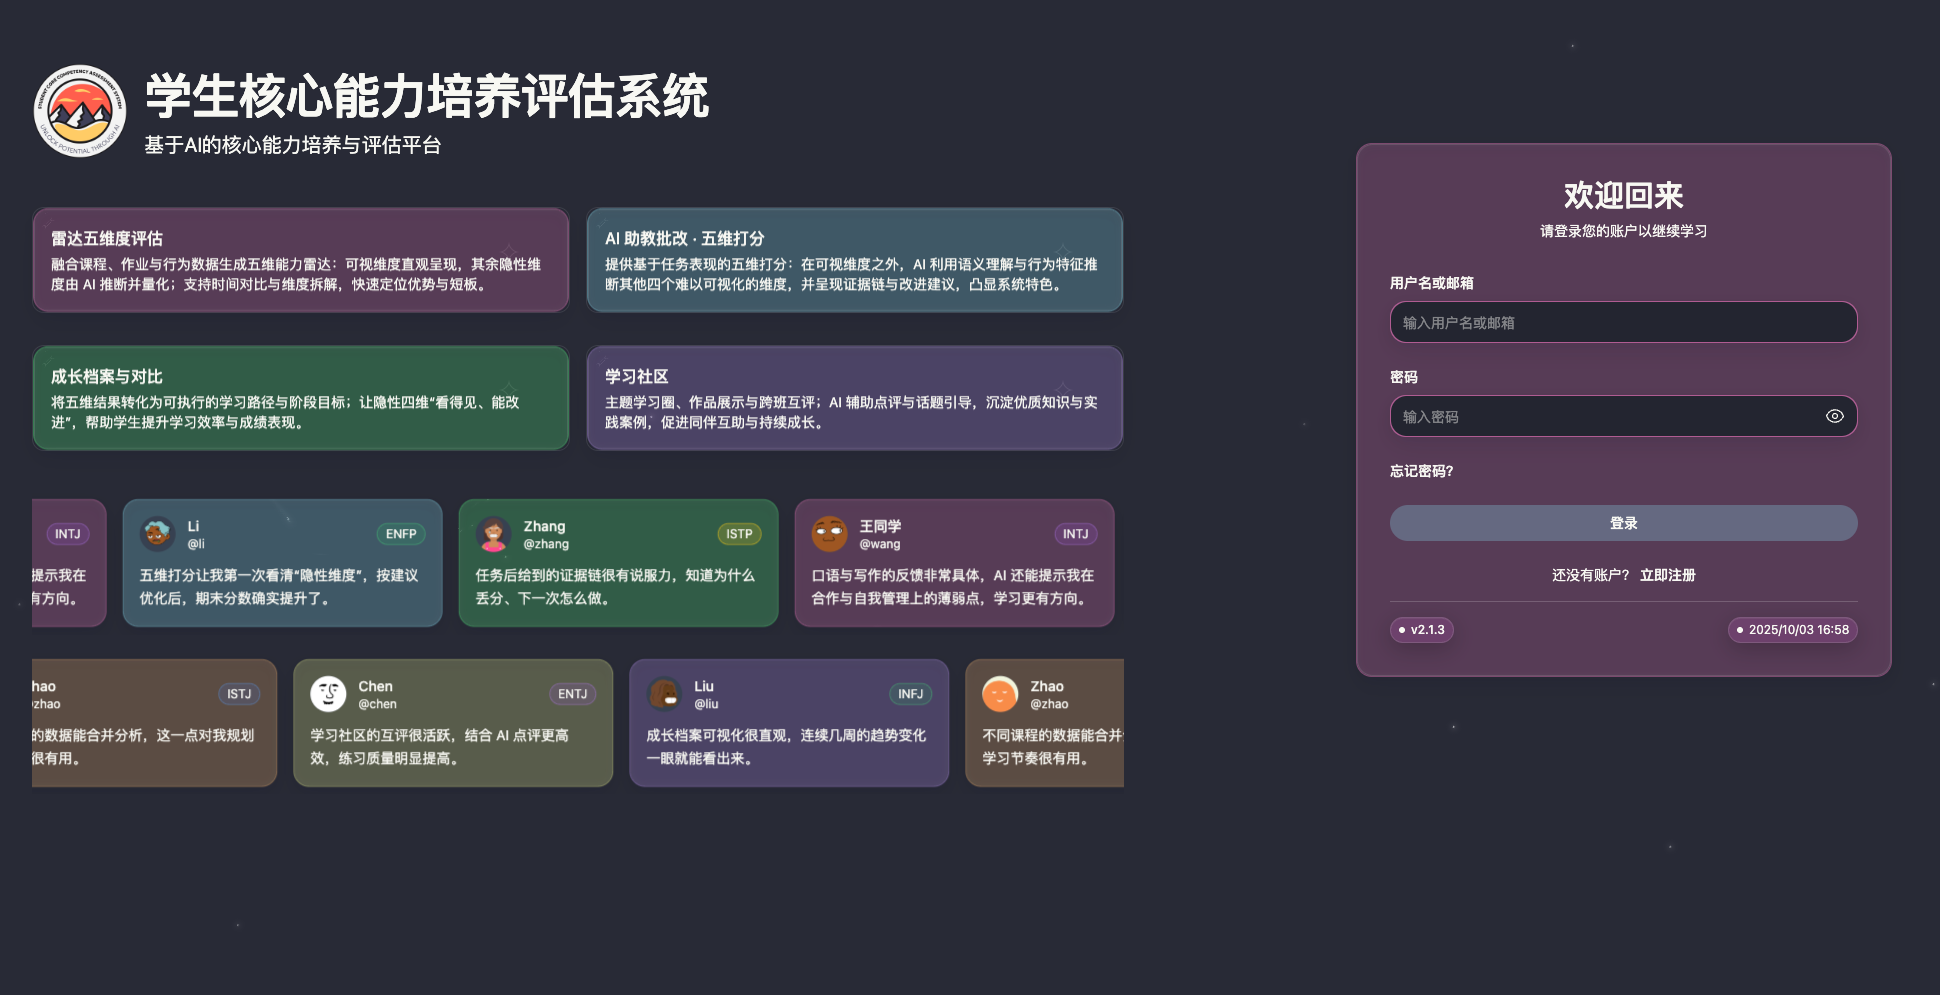 STUDENT CORE COMPETENCY ASSESSMENT SYSTEM
UNLOCK POTENTIAL THROUGH AI
学生核心能力培养评估系统
基于AI的核心能力培养与评估平台
雷达五维度评估
融合课程、作业与行为数据生成五维能力雷达：可视维度直观呈现，其余隐性维
度由 AI 推断并量化；支持时间对比与维度拆解，快速定位优势与短板。
AI 助教批改 · 五维打分
提供基于任务表现的五维打分：在可视维度之外，AI 利用语义理解与行为特征推
断其他四个难以可视化的维度，并呈现证据链与改进建议，凸显系统特色。
成长档案与对比
将五维结果转化为可执行的学习路径与阶段目标；让隐性四维“看得见、能改
进”，帮助学生提升学习效率与成绩表现。
学习社区
主题学习圈、作品展示与跨班互评；AI 辅助点评与话题引导，沉淀优质知识与实
践案例，促进同伴互助与持续成长。
INTJ
提示我在
有方向。
Li
@li
ENFP
五维打分让我第一次看清“隐性维度”，按建议
优化后，期末分数确实提升了。
Zhang
@zhang
ISTP
任务后给到的证据链很有说服力，知道为什么
丢分、下一次怎么做。
王同学
@wang
INTJ
口语与写作的反馈非常具体，AI 还能提示我在
合作与自我管理上的薄弱点，学习更有方向。
hao
zhao
ISTJ
的数据能合并分析，这一点对我规划
很有用。
Chen
@chen
ENTJ
学习社区的互评很活跃，结合 AI 点评更高
效，练习质量明显提高。
Liu
@liu
INFJ
成长档案可视化很直观，连续几周的趋势变化
一眼就能看出来。
Zhao
@zhao
不同课程的数据能合并
学习节奏很有用。
欢迎回来
请登录您的账户以继续学习
用户名或邮箱
输入用户名或邮箱
密码
输入密码
忘记密码?
登录
还没有账户？ 立即注册
v2.1.3
2025/10/03 16:58